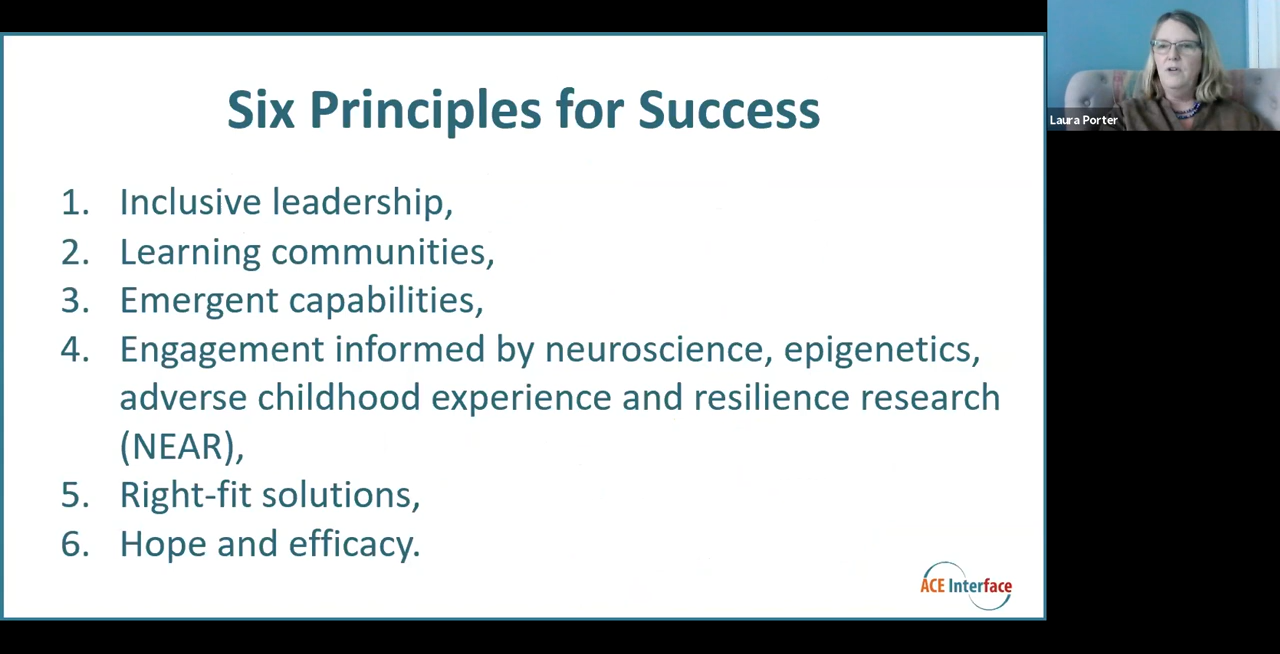 Six Principles for Success
1. Inclusive leadership,
2. Learning communities,
3. Emergent capabilities,
4. Engagement informed by neuroscience, epigenetics,
adverse childhood experience and resilience research
(NEAR),
5. Right-fit solutions,
6. Hope and efficacy.
ACE Interface
Laura Porter